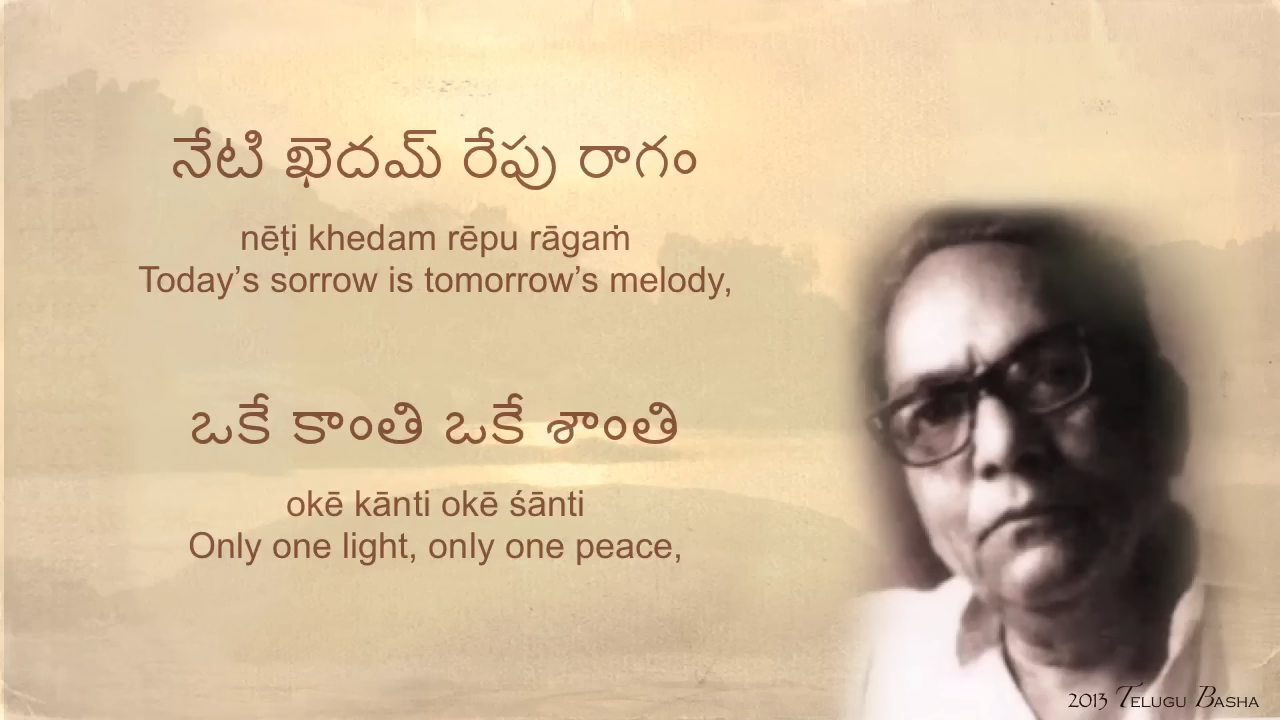 నేటి ఖెదమ్ రేపు రాగం
nēṭi khedam rēpu rāgaṁ
Today’s sorrow is tomorrow’s melody,
ఒకే కాంతి ఒకే శాంతి
okē kānti okē śānti
Only one light, only one peace,
2013 Telugu Basha